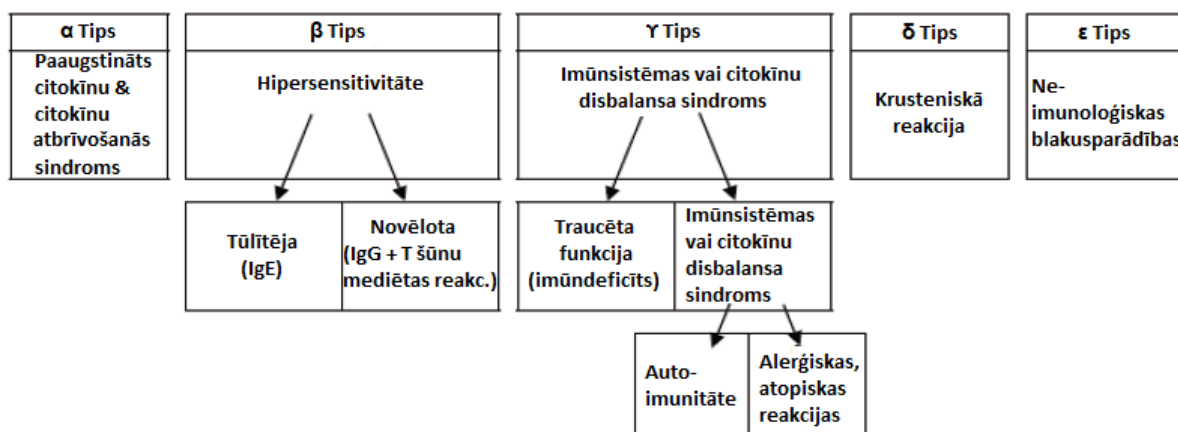 α Tips
Paaugstināts
citokīnu &
citokīnu
atbrīvošanās
sindroms
β Tips
Hipersensitivitāte
Tūlītēja
(IgE)
Novēlota
(IgG + T šūnu
mediētas reakc.)
ϒ Tips
Imūnsistēmas vai citokīnu
disbalansa sindroms
Traucēta
funkcija
(imūndeficīts)
Imūnsistēmas
vai citokīnu
disbalansa
sindroms
Auto-
imunitāte
Alerģiskas,
atopiskas
reakcijas
δ Tips
Krusteniskā
reakcija
ε Tips
Ne-
imunoloģiskas
blakusparādības